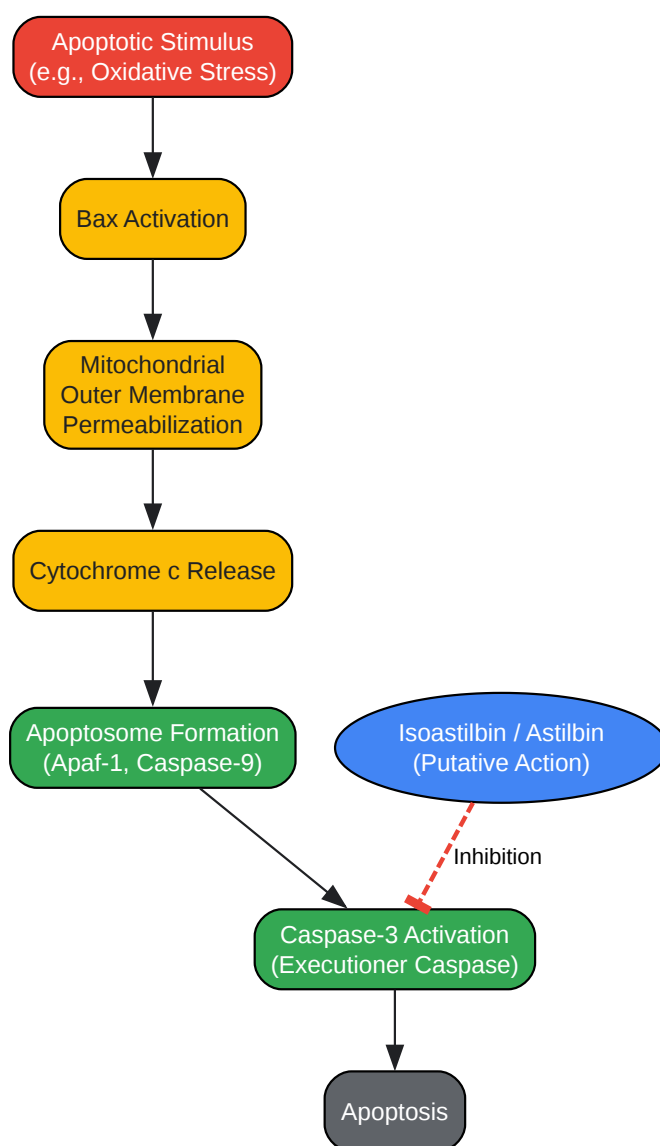 Apoptotic Stimulus
(e.g., Oxidative Stress)
Bax Activation
Mitochondrial
Outer Membrane
Permeabilization
Cytochrome c Release
Apoptosome Formation
(Apaf-1, Caspase-9)
Isoastilbin / Astilbin
(Putative Action)
Inhibition
Caspase-3 Activation
(Executioner Caspase)
Apoptosis